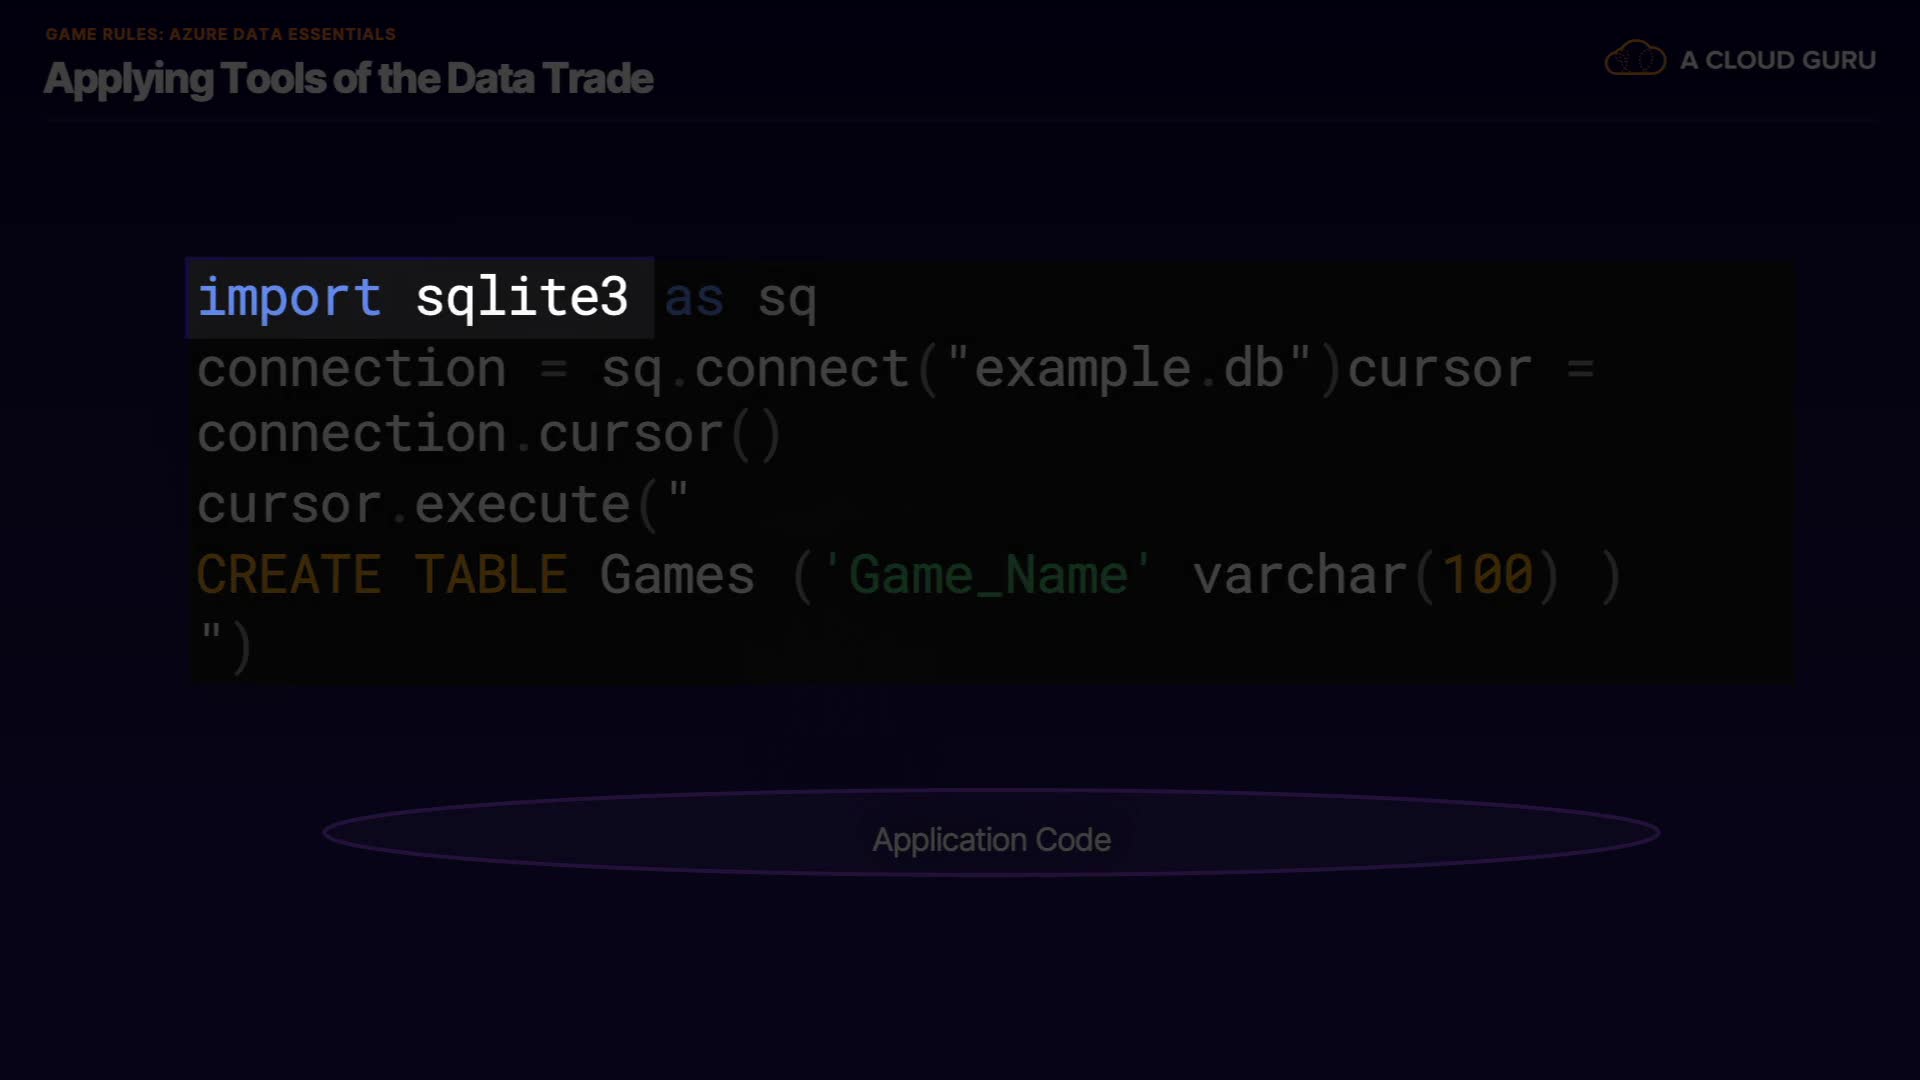 GAME RULES: AZURE DATA ESSENTIALS
Applying Tools of the Data Trade
A CLOUD GURU
import sqlite3 as sq
connection = sq.connect("example.db")cursor =
connection.cursor()
cursor.execute("
CREATE TABLE Games ('Game_Name' varchar(100) )
")
Application Code